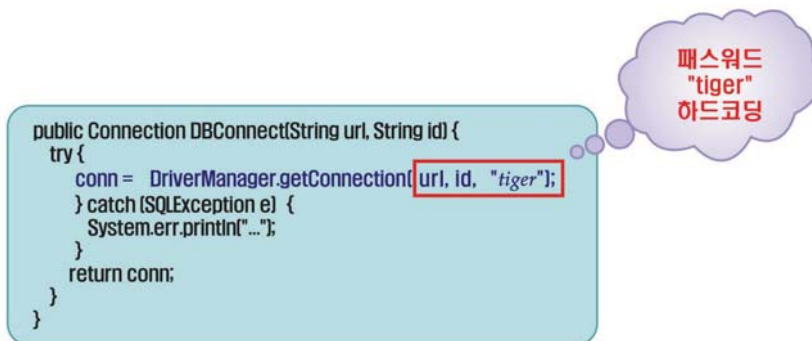 패스워드
"tiger"
하드코딩
public Connection DBConnect(String url, String id) {
try {
conn = DriverManager.getConnection( url, id, "tiger");
} catch (SQLException e) {
System.err.println("...");
}
return conn;
}
}